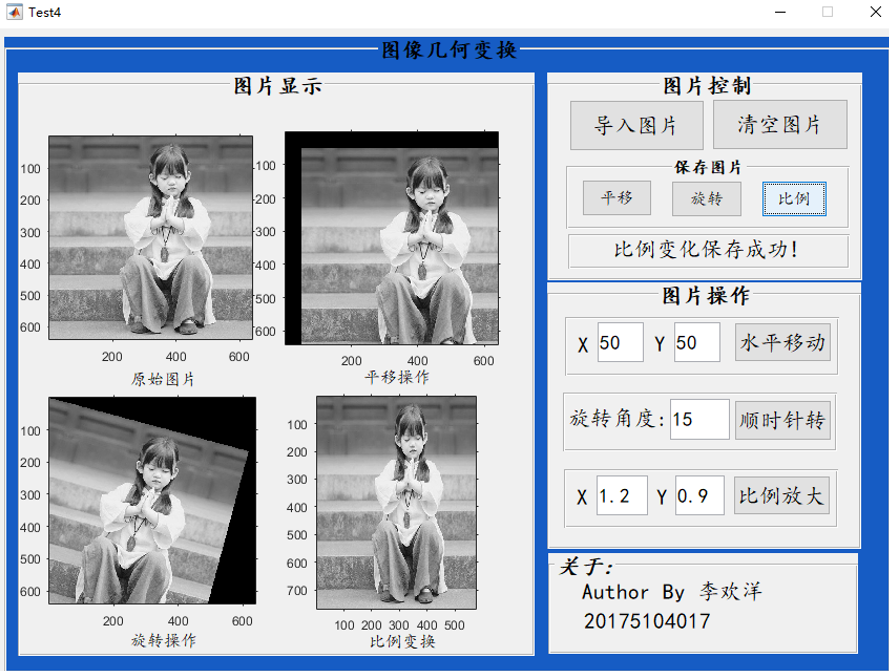 Test4
图像几何变换
图片显示
100
200
300
400
500
600
200 400 600
原始图片
100
200
300
400
500
600
200 400 600
平移操作
100
200
300
400
500
600
200 400 600
旋转操作
100
200
300
400
500
600
700
100 200 300 400 500
比例变换
图片控制
导入图片 清空图片
保存图片
平移 旋转 比例
比例变化保存成功!
图片操作
X 50 Y 50 水平移动
旋转角度: 15 顺时针转
X 1.2 Y 0.9 比例放大
关于:
Author By 李欢洋
20175104017